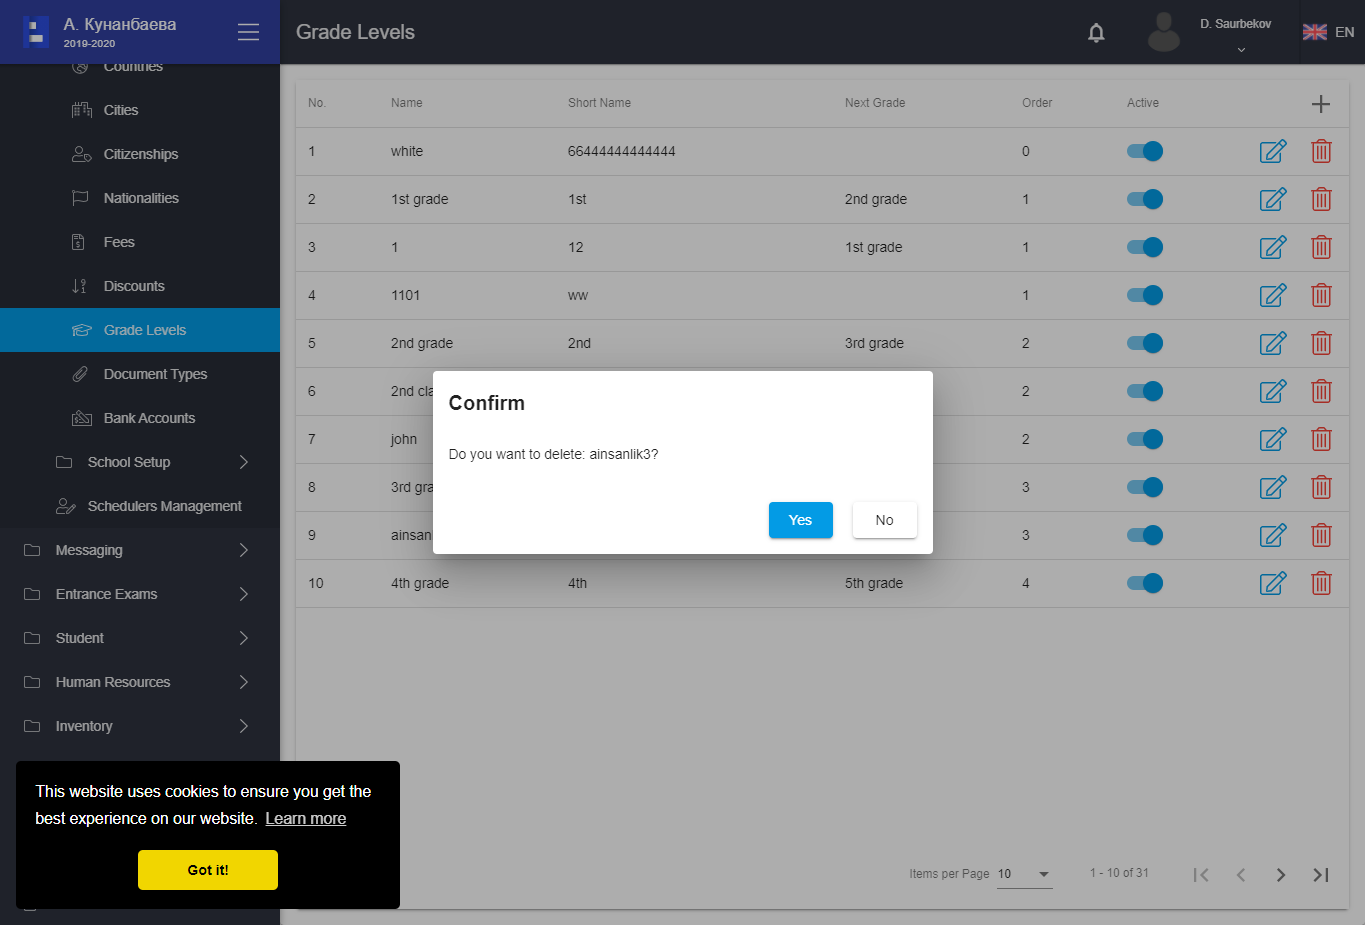 А. Кунанбаева
2019-2020
Grade Levels
D. Saurbekov
EN
Countries
Cities
Citizenships
Nationalities
Fees
Discounts
Grade Levels
Document Types
Bank Accounts
School Setup
Schedulers Management
Messaging
Entrance Exams
Student
Human Resources
Inventory
No. Name Short Name Next Grade Order Active
1 white 66444444444444 0
2 1st grade 1st 2nd grade 1
3 1 12 1st grade 1
4 1101 ww 1
5 2nd grade 2nd 3rd grade 2
6 2nd cla 2
7 john 2
8 3rd gra 3
9 ainsan 3
10 4th grade 4th 5th grade 4
Confirm
Do you want to delete: ainsanlik3?
Yes No
This website uses cookies to ensure you get the
best experience on our website. Learn more
Got it!
Items per Page 10 1 - 10 of 31